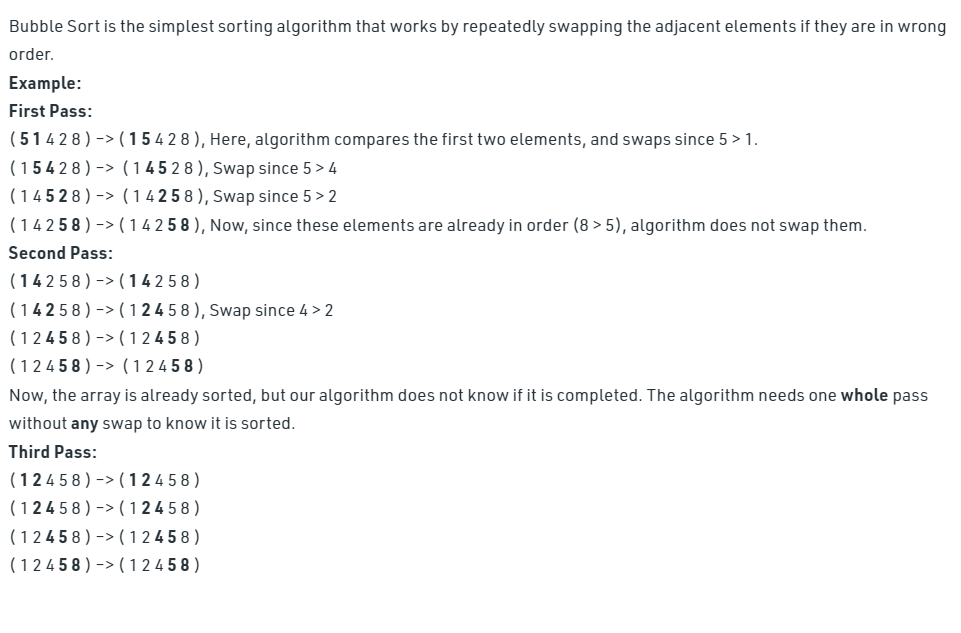 Bubble Sort is the simplest sorting algorithm that works by repeatedly swapping the adjacent elements if they are in wrong
order.
Example:
First Pass:
( 5 1 4 2 8 ) –> ( 1 5 4 2 8 ), Here, algorithm compares the first two elements, and swaps since 5 > 1.
( 1 5 4 2 8 ) –>  ( 1 4 5 2 8 ), Swap since 5 > 4
( 1 4 5 2 8 ) –>  ( 1 4 2 5 8 ), Swap since 5 > 2
( 1 4 2 5 8 ) –> ( 1 4 2 5 8 ), Now, since these elements are already in order (8 > 5), algorithm does not swap them.
Second Pass:
( 1 4 2 5 8 ) –> ( 1 4 2 5 8 )
( 1 4 2 5 8 ) –> ( 1 2 4 5 8 ), Swap since 4 > 2
( 1 2 4 5 8 ) –> ( 1 2 4 5 8 )
( 1 2 4 5 8 ) –>  ( 1 2 4 5 8 )
Now, the array is already sorted, but our algorithm does not know if it is completed. The algorithm needs one whole pass
without any swap to know it is sorted.
Third Pass:
( 1 2 4 5 8 ) –> ( 1 2 4 5 8 )
( 1 2 4 5 8 ) –> ( 1 2 4 5 8 )
( 1 2 4 5 8 ) –> ( 1 2 4 5 8 )
( 1 2 4 5 8 ) –> ( 1 2 4 5 8 )